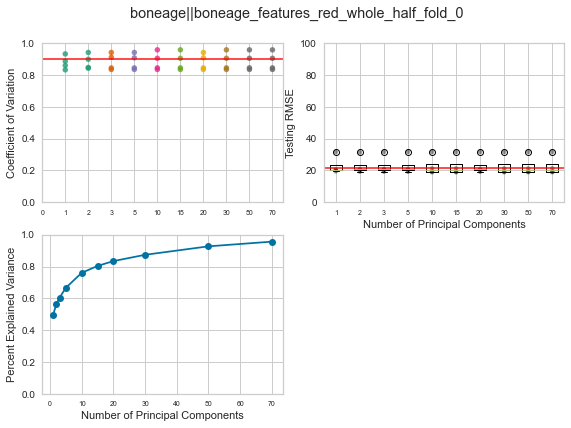 boneage||boneage_features_red_whole_half_fold_0
Coefficient of Variation
1.0
0.8
0.6
0.4
0.2
0.0
0 1 2 3 5 10 15 20 30 50 70
Testing RMSE
100
80
60
40
20
0
1 2 3 5 10 15 20 30 50 70
Number of Principal Components
Percent Explained Variance
1.0
0.8
0.6
0.4
0.2
0.0
0 10 20 30 40 50 60 70
Number of Principal Components